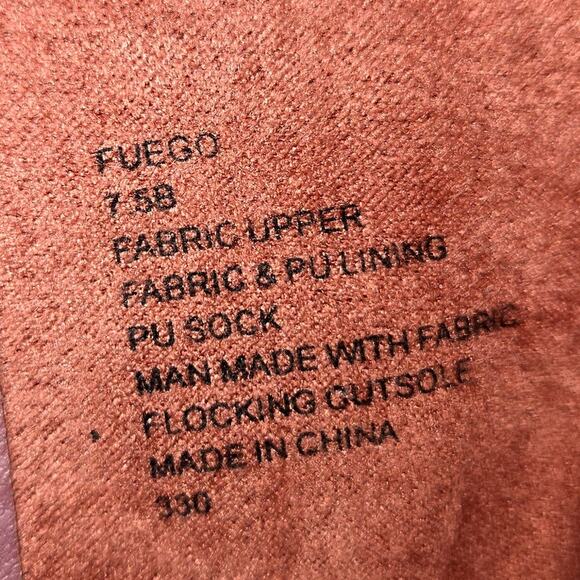 FUEGO
7.5B
FABRIC UPPER
FABRIC & PU LINING
PU SOCK
MAN MADE WITH FABRIC
FLOCKING OUTSOLE
MADE IN CHINA
330